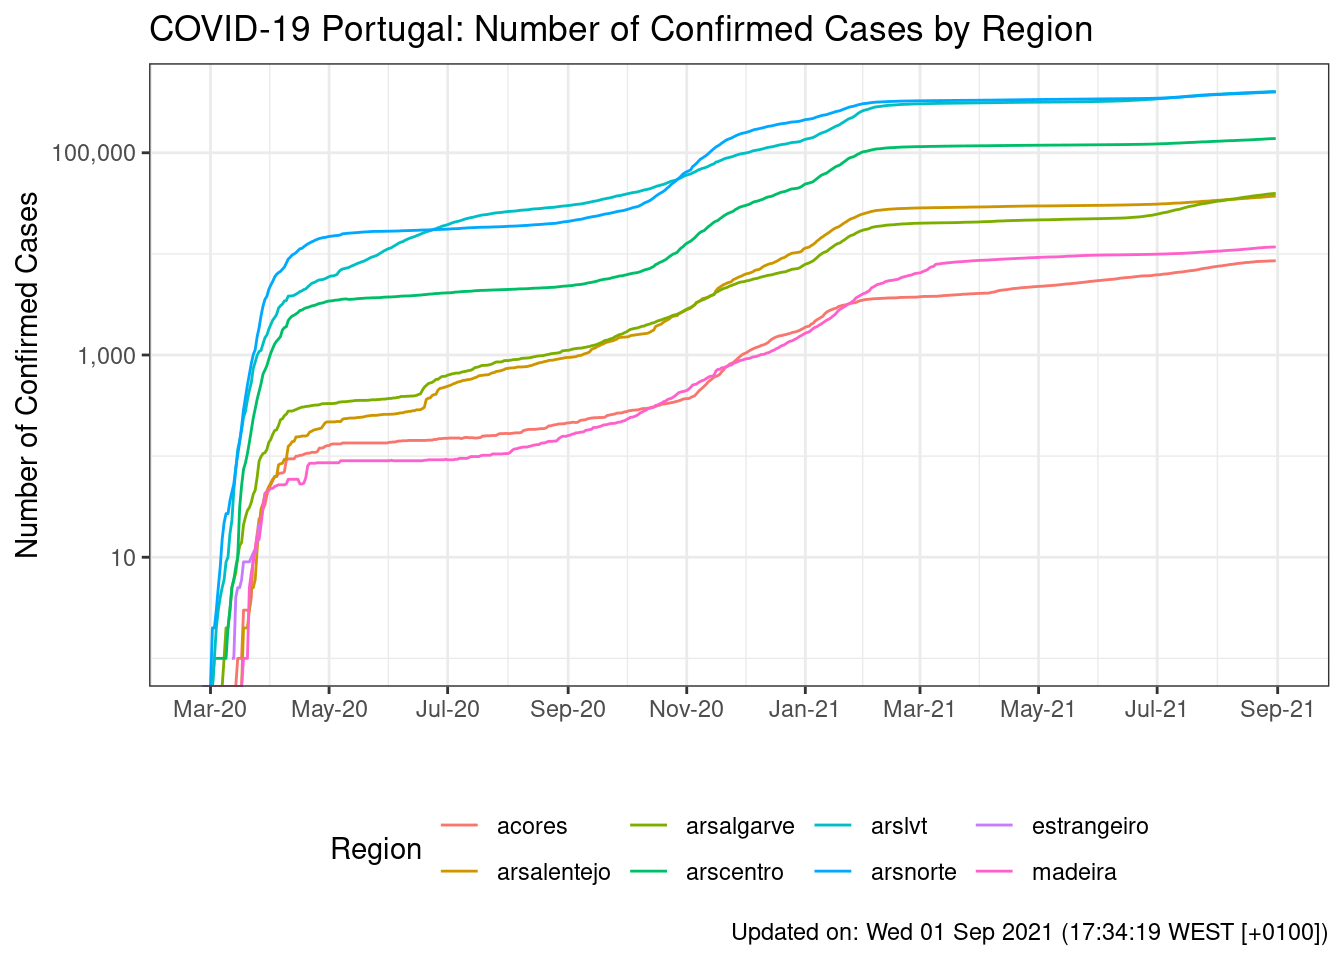 COVID-19 Portugal: Number of Confirmed Cases by Region
Number of Confirmed Cases
100,000
1,000
10
Mar-20 May-20 Jul-20 Sep-20 Nov-20 Jan-21 Mar-21 May-21 Jul-21 Sep-21
Region
acores arsalgarve arslvt estrangeiro
arsalentejo arscentro arsnorte madeira
Updated on: Wed 01 Sep 2021 (17:34:19 WEST [+0100])